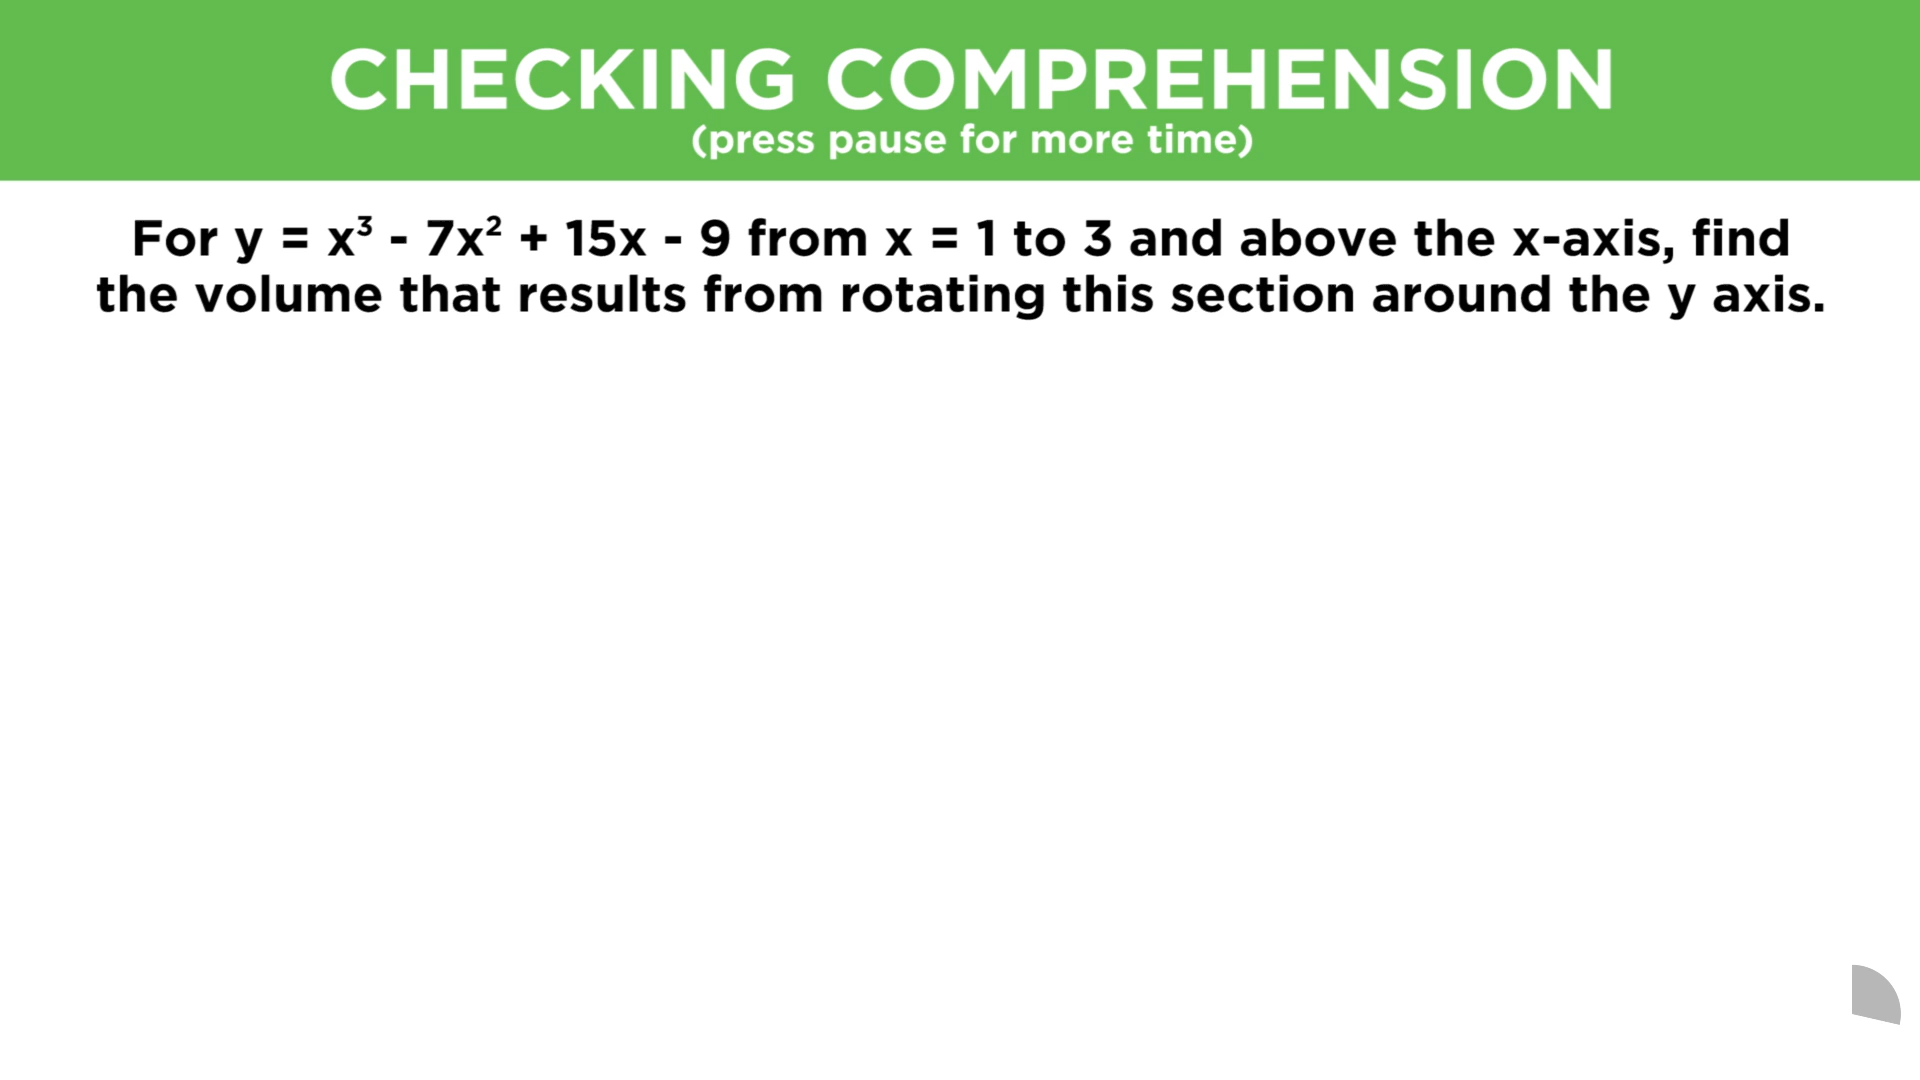 CHECKING COMPREHENSION
(press pause for more time)
For y = x³ - 7x² + 15x - 9 from x = 1 to 3 and above the x-axis, find
the volume that results from rotating this section around the y axis.